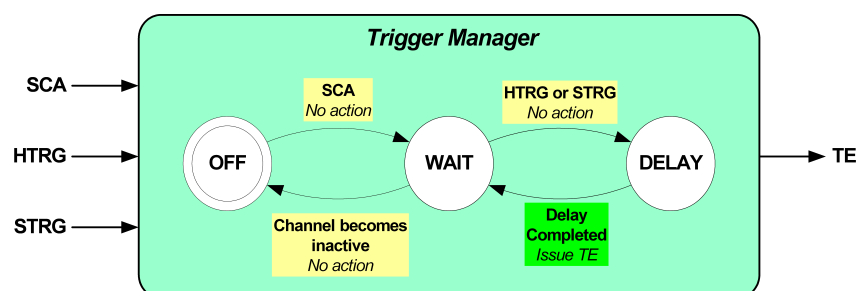 Trigger Manager
SCA
SCA
No action
HTRG or STRG
No action
HTRG
OFF
WAIT
DELAY
TE
STRG
Channel becomes
inactive
No action
Delay
Completed
Issue TE